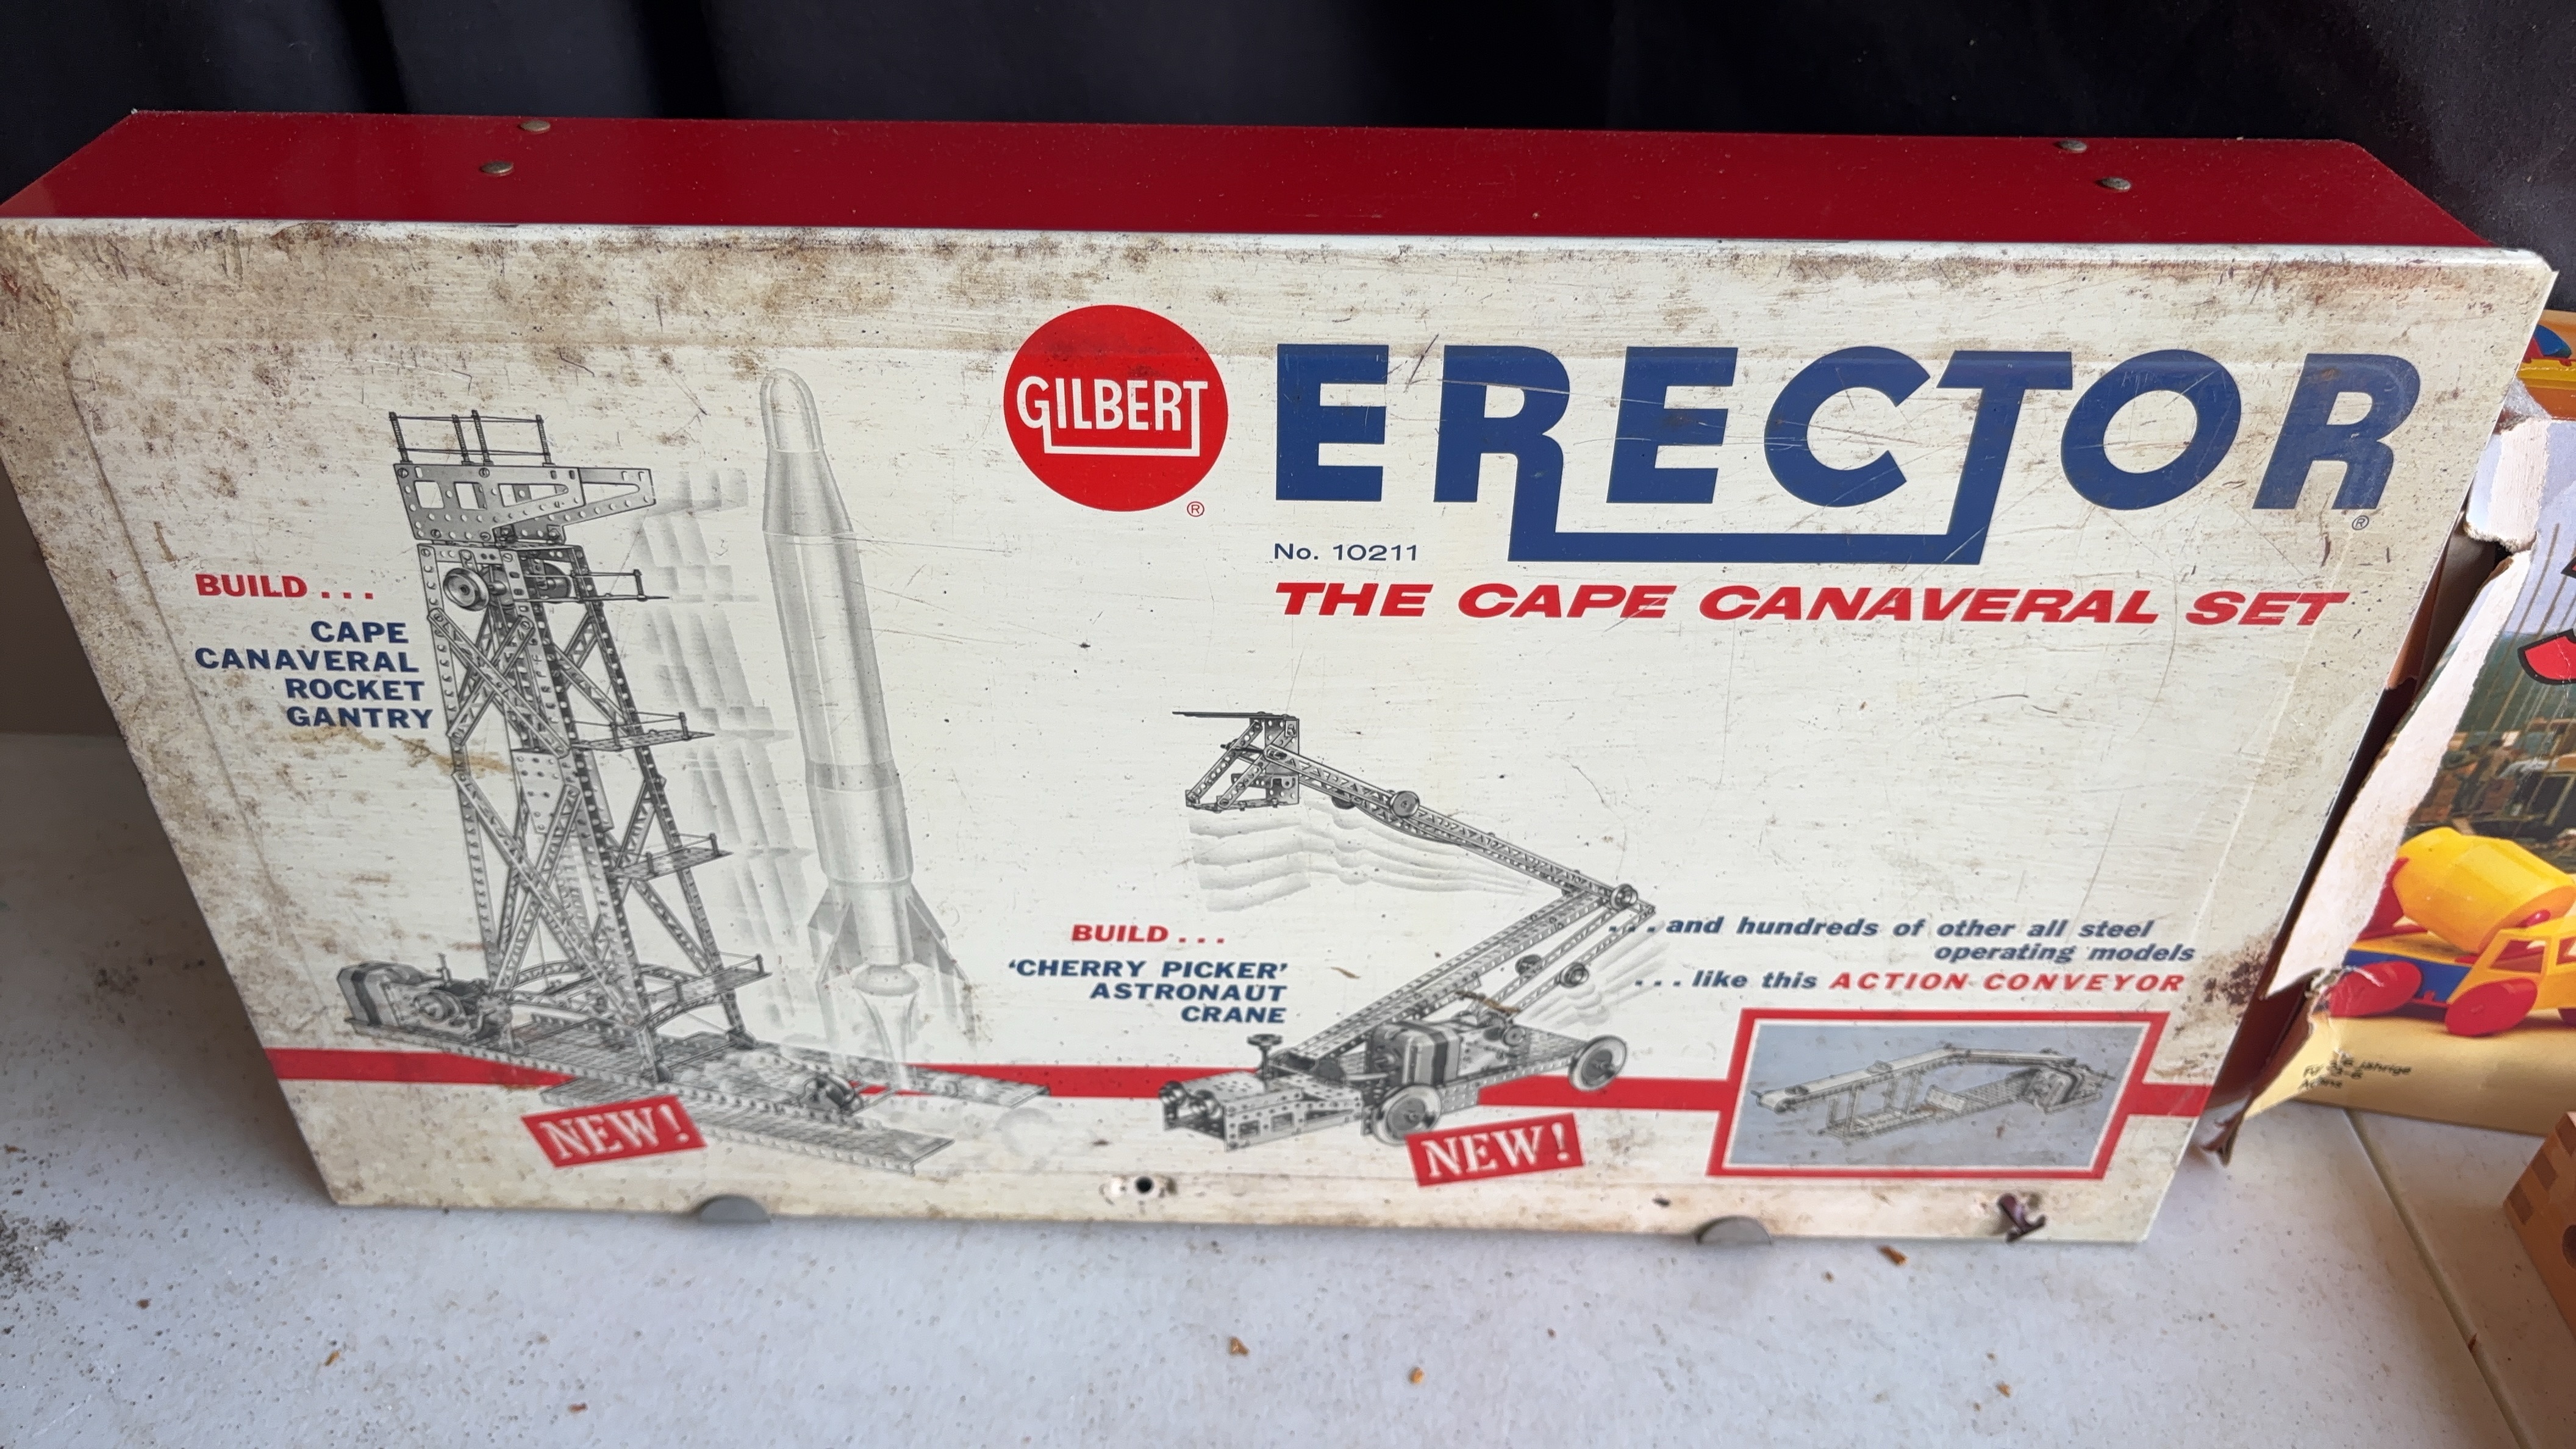 GILBERT
®
ERECTOR
®
No. 10211
THE CAPE CANAVERAL SET
BUILD...
CAPE
CANAVERAL
ROCKET
GANTRY
BUILD...
'CHERRY PICKER'
ASTRONAUT
CRANE
...and hundreds of other all steel
operating models
...like this ACTION CONVEYOR
NEW!
NEW!